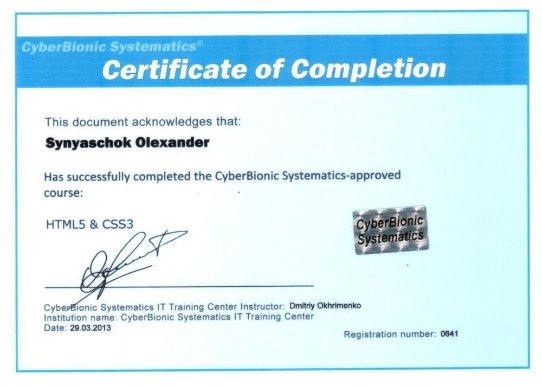 CyberBionic Systematics®
Certificate of Completion
This document acknowledges that:
Synyaschok Olexander
Has successfully completed the CyberBionic Systematics-approved
course:
HTML5 & CSS3
CyberBionic
Systematics
CyberBionic Systematics IT Training Center Instructor: Dmitriy Okhrimenko
Institution name: CyberBionic Systematics IT Training Center
Date: 29.03.2013
Registration number: 0641